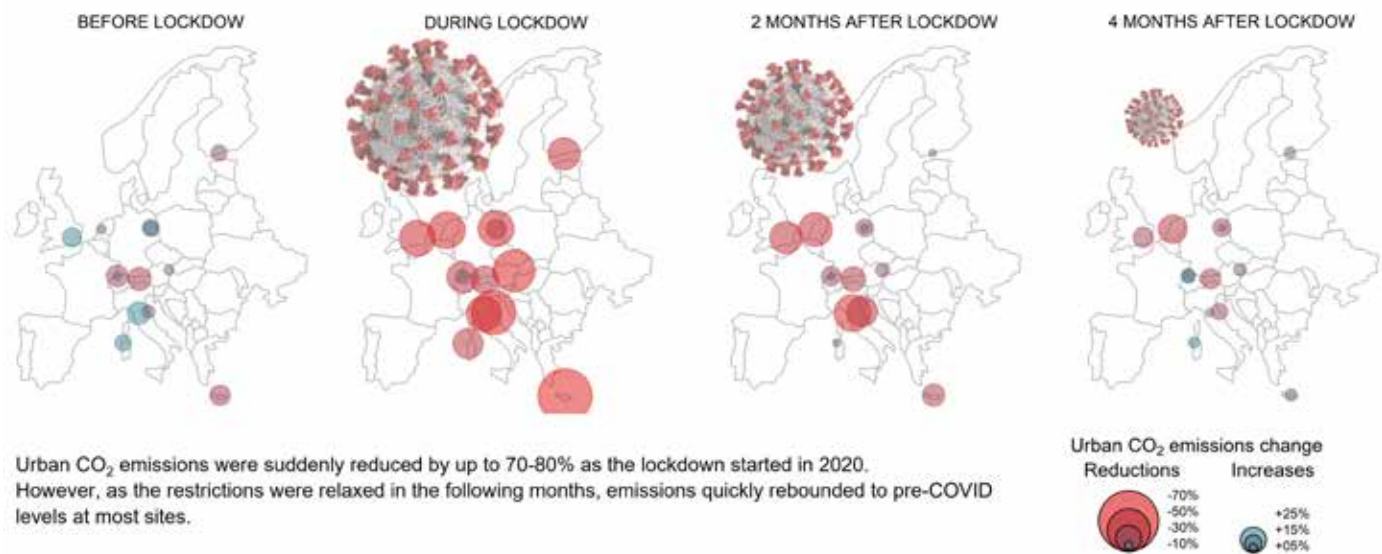 BEFORE LOCKDOW
DURING LOCKDOW
2 MONTHS AFTER LOCKDOW
4 MONTHS AFTER LOCKDOW
Urban CO₂ emissions were suddenly reduced by up to 70-80% as the lockdown started in 2020.
However, as the restrictions were relaxed in the following months, emissions quickly rebounded to pre-COVID
levels at most sites.
Urban CO₂ emissions change
Reductions
Increases
-70%
-50%
-30%
-10%
+25%
+15%
+05%